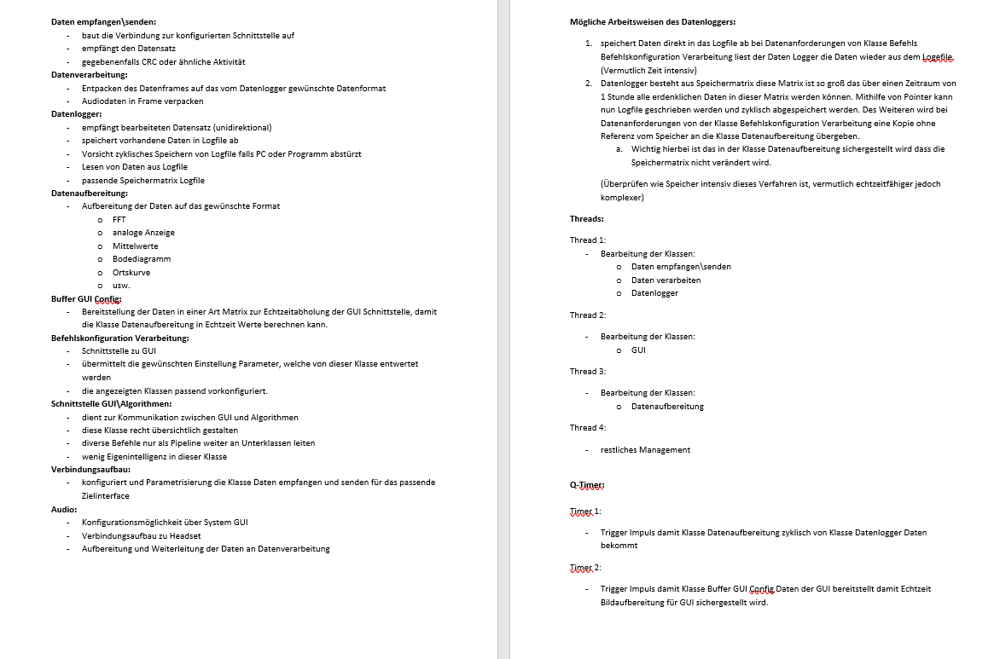 Daten empfangen\senden:
- baut die Verbindung zur konfigurierten Schnittstelle auf
- empfängt den Datensatz
- gegebenenfalls CRC oder ähnliche Aktivität
Datenverarbeitung:
- Entpacken des Datenframes auf das vom Datenlogger gewünschte Datenformat
- Audiodaten in Frame verpacken
Datenlogger:
- empfängt bearbeiteten Datensatz (unidirektional)
- speichert vorhandene Daten in Logfile ab
- Vorsicht zyklisches Speichern von Logfile falls PC oder Programm abstürzt
- Lesen von Daten aus Logfile
- passende Speichermatrix Logfile
Datenaufbereitung:
- Aufbereitung der Daten auf das gewünschte Format
o FFT
o analoge Anzeige
o Mittelwerte
o Bodediagramm
o Ortskurve
o usw.
Buffer GUI Config:
- Bereitstellung der Daten in einer Art Matrix zur Echtzeitabholung der GUI Schnittstelle, damit
die Klasse Datenaufbereitung in Echtzeit Werte berechnen kann.
Befehlskonfiguration Verarbeitung:
- Schnittstelle zu GUI
- übermittelt die gewünschten Einstellung Parameter, welche von dieser Klasse entwertet
werden
- die angezeigten Klassen passend vorkonfiguriert.
Schnittstelle GUI\Algorithmen:
- dient zur Kommunikation zwischen GUI und Algorithmen
- diese Klasse recht übersichtlich gestalten
- diverse Befehle nur als Pipeline weiter an Unterklassen leiten
- wenig Eigenintelligenz in dieser Klasse
Verbindungsaufbau:
- konfiguriert und Parametrisierung die Klasse Daten empfangen und senden für das passende
Zielinterface
Audio:
- Konfigurationsmöglichkeit über System GUI
- Verbindungsaufbau zu Headset
- Aufbereitung und Weiterleitung der Daten an Datenverarbeitung
Mögliche Arbeitsweisen des Datenloggers:
1. speichert Daten direkt in das Logfile ab bei Datenanforderungen von Klasse Befehls
Befehlskonfiguration Verarbeitung liest der Daten Logger die Daten wieder aus dem Logefile.
(Vermutlich Zeit intensiv)
2. Datenlogger besteht aus Speichermatrix diese Matrix ist so groß das über einen Zeitraum von
1 Stunde alle erdenklichen Daten in dieser Matrix werden können. Mithilfe von Pointer kann
nun Logfile geschrieben werden und zyklisch abgespeichert werden. Des Weiteren wird bei
Datenanforderungen von der Klasse Befehlskonfiguration Verarbeitung eine Kopie ohne
Referenz vom Speicher an die Klasse Datenaufbereitung übergeben.
a. Wichtig hierbei ist das in der Klasse Datenaufbereitung sichergestellt wird dass die
Speichermatrix nicht verändert wird.
(Überprüfen wie Speicher intensiv dieses Verfahren ist, vermutlich echtzeitfähiger jedoch
komplexer)
Threads:
Thread 1:
- Bearbeitung der Klassen:
o Daten empfangen\senden
o Daten verarbeiten
o Datenlogger
Thread 2:
- Bearbeitung der Klassen:
o GUI
Thread 3:
- Bearbeitung der Klassen:
o Datenaufbereitung
Thread 4:
- restliches Management
Q-Timer:
Timer 1:
- Trigger Impuls damit Klasse Datenaufbereitung zyklisch von Klasse Datenlogger Daten
bekommt
Timer 2:
- Trigger Impuls damit Klasse Buffer GUI Config Daten der GUI bereitstellt damit Echtzeit
Bildaufbereitung für GUI sichergestellt wird.